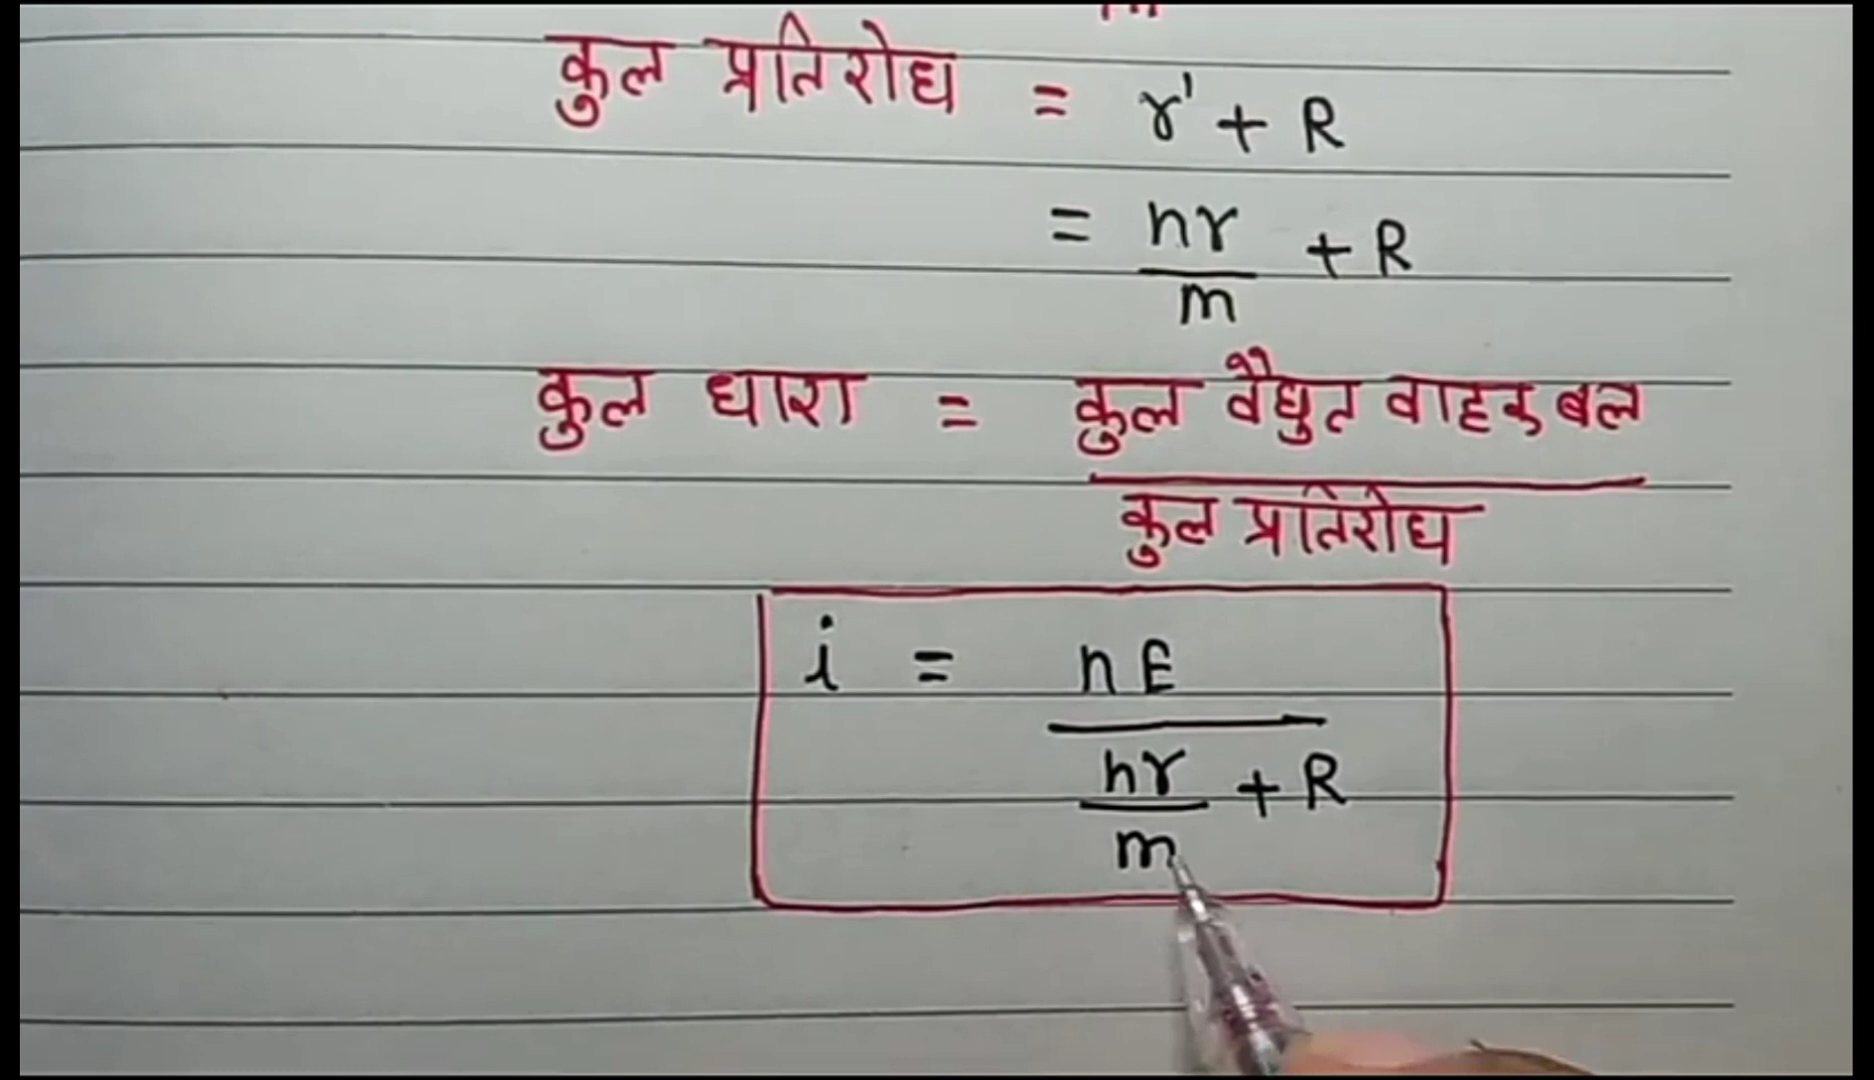 कुल प्रतिरोध = r' + R
= nr/m + R
कुल धारा = कुल वैधुत वाहक बल
कुल प्रतिरोध
i = nE
nr/m + R